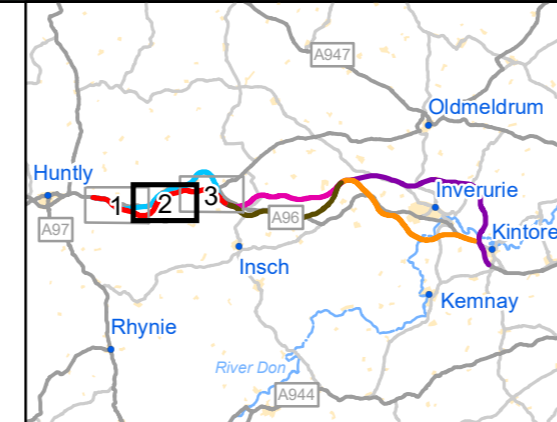 A947
Oldmeldrum
Huntly
1
2
3
Inverurie
A96
A97
Kintore
Insch
Kemnay
Rhynie
River Don
A944